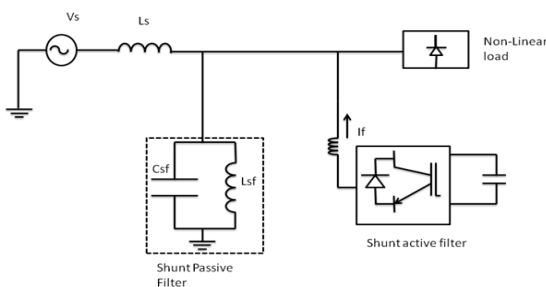 Vs
Ls
Non-Linear
load
If
Csf
Lsf
Shunt active filter
Shunt Passive
Filter